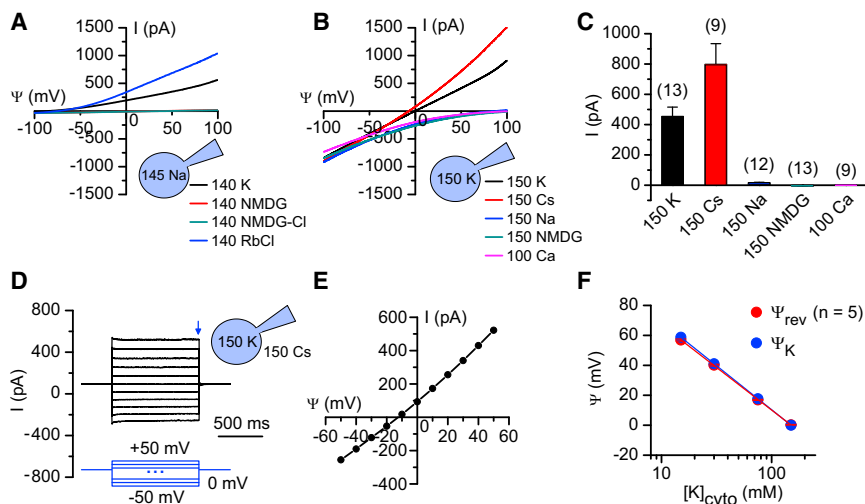 A
I (pA)
1500
1000
500
Ψ (mV)
-100
-50
0
50
100
-500
-1000
-1500
145 Na
140 K
140 NMDG
140 NMDG-Cl
140 RbCl
B
I (pA)
1500
1000
500
Ψ (mV)
-100
-50
0
50
100
-500
-1000
-1500
150 K
150 K
150 Cs
150 Na
150 NMDG
100 Ca
C
I (pA)
1000
800
600
400
200
0
(13)
(9)
(12)
(13)
(9)
150 K
150 Cs
150 Na
150 NMDG
100 Ca
D
I (pA)
800
400
0
-400
-800
150 K
150 Cs
500 ms
+50 mV
0 mV
-50 mV
E
I (pA)
600
400
200
Ψ (mV)
-60
-40
-20
0
20
40
60
-200
-400
F
Ψ (mV)
80
60
40
20
0
-20
Ψrev (n = 5)
ΨK
10
100
[K]cyto (mM)